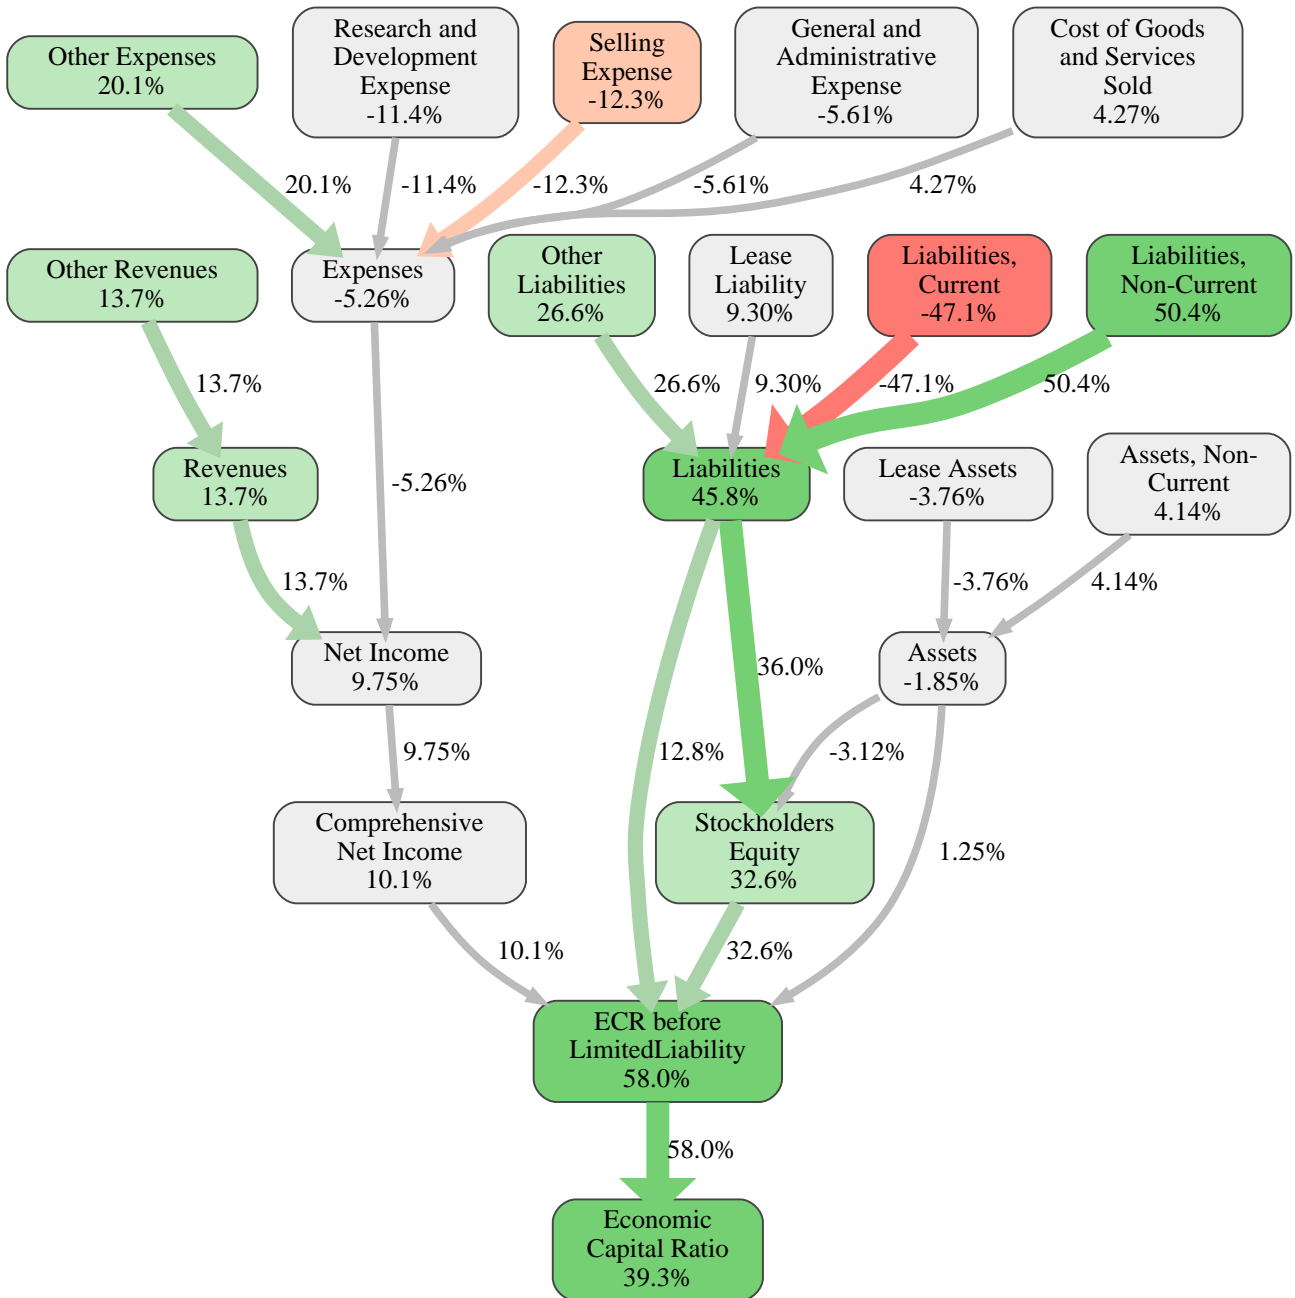 Other Expenses
20.1%
Research and
Development
Expense
-11.4%
Selling
Expense
-12.3%
General and
Administrative
Expense
-5.61%
Cost of Goods
and Services
Sold
4.27%
20.1%
-11.4%
-12.3%
-5.61%
4.27%
Other Revenues
13.7%
Expenses
-5.26%
Other
Liabilities
26.6%
Lease
Liability
9.30%
Liabilities,
Current
-47.1%
Liabilities,
Non-Current
50.4%
13.7%
26.6%
9.30%
-47.1%
50.4%
Revenues
13.7%
-5.26%
Liabilities
45.8%
Lease Assets
-3.76%
Assets, Non-
Current
4.14%
13.7%
-3.76%
4.14%
Net Income
9.75%
36.0%
Assets
-1.85%
9.75%
12.8%
-3.12%
Comprehensive
Net Income
10.1%
Stockholders
Equity
32.6%
1.25%
10.1%
32.6%
ECR before
LimitedLiability
58.0%
58.0%
Economic
Capital Ratio
39.3%